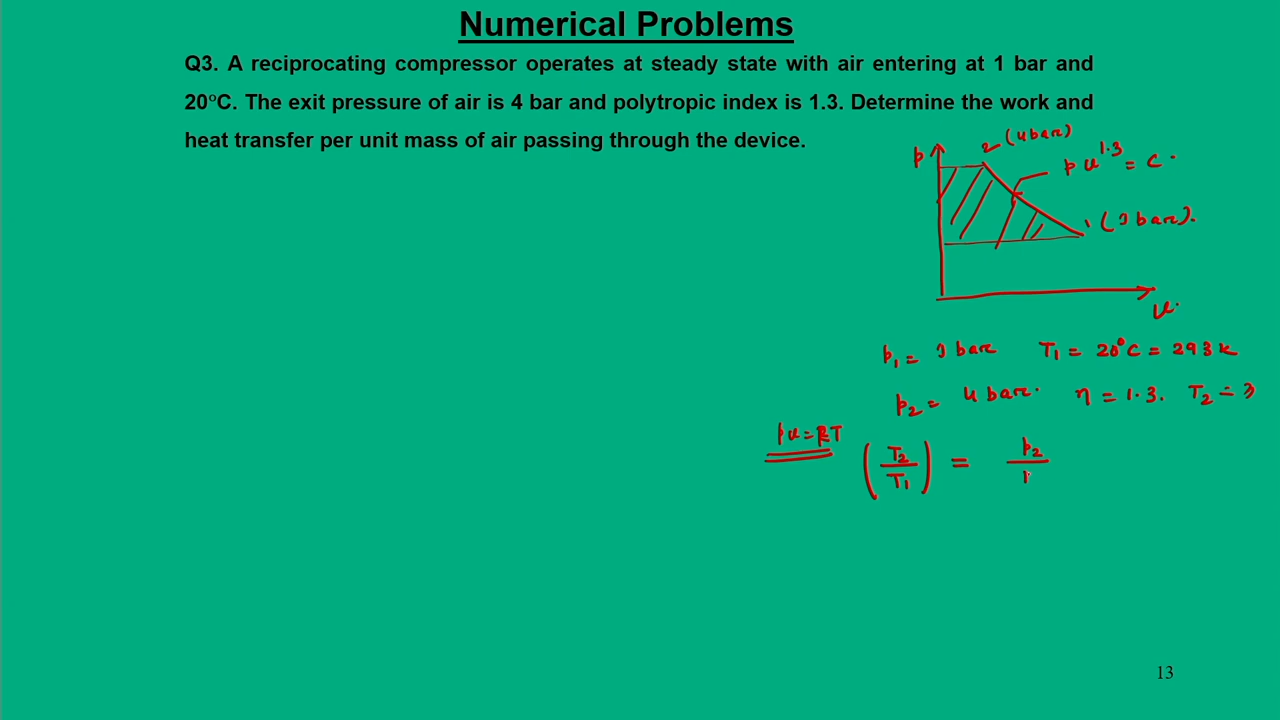 Numerical Problems
Q3. A reciprocating compressor operates at steady state with air entering at 1 bar and
20°C. The exit pressure of air is 4 bar and polytropic index is 1.3. Determine the work and
heat transfer per unit mass of air passing through the device.
p
2 (4 bar)
p v^1.3 = C.
1 (1 bar).
v.
p1 = 1 bar T1 = 20°C = 293 K
p2 = 4 bar. n = 1.3. T2 = ?
pv = RT
(T2/T1) = p2/
13